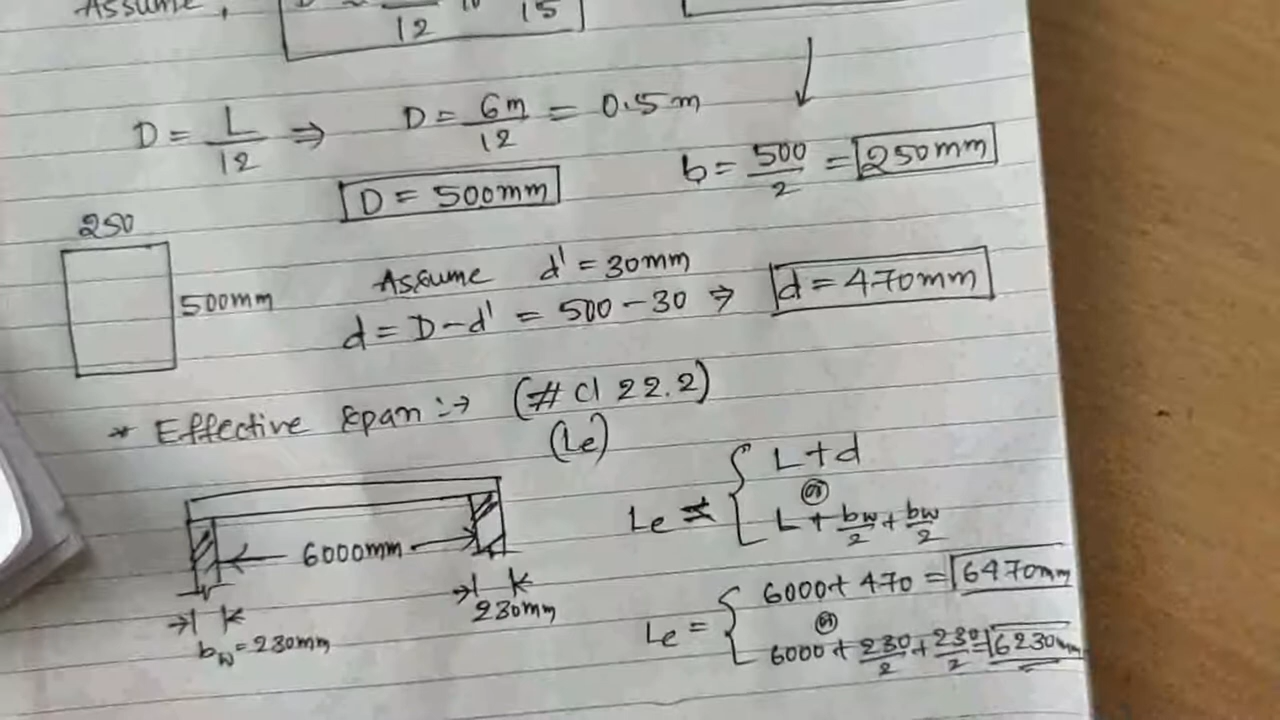 Assume,
12 15
D = L/12 ⇒ D = 6m/12 = 0.5m
D = 500mm
b = 500/2 = 250mm
250
500mm
Assume d' = 30mm
d = D-d' = 500-30 ⇒ d = 470mm
* Effective span :→ (# Cl 22.2)
(Le)
6000mm
230mm
bw = 230mm
L+d
or
L + bw/2 + bw/2
6000+ 470 = 6470mm
Le =
or
6000 + 230/2 + 230/2 = 6230mm